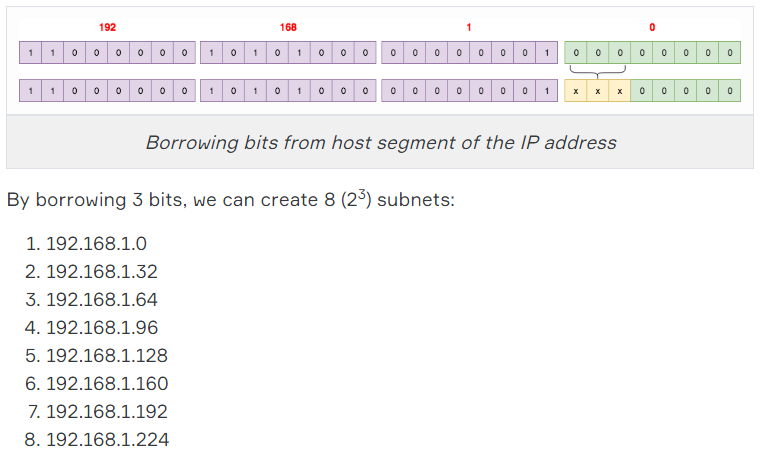 192 168 1 0
1 1 0 0 0 0 0 0 1 0 1 0 1 0 0 0 0 0 0 0 0 0 0 1 0 0 0 0 0 0 0 0
1 1 0 0 0 0 0 0 1 0 1 0 1 0 0 0 0 0 0 0 0 0 0 1 x x x 0 0 0 0 0
Borrowing bits from host segment of the IP address
By borrowing 3 bits, we can create 8 (2³) subnets:
1. 192.168.1.0
2. 192.168.1.32
3. 192.168.1.64
4. 192.168.1.96
5. 192.168.1.128
6. 192.168.1.160
7. 192.168.1.192
8. 192.168.1.224